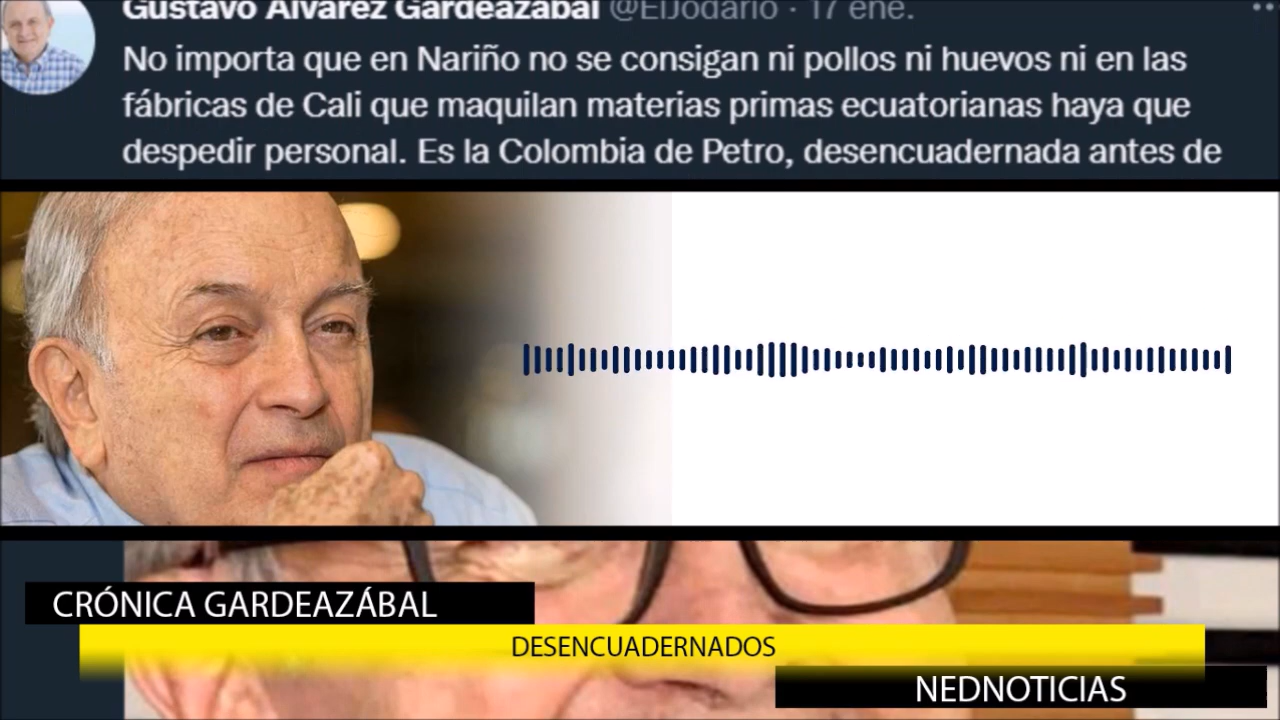 Gustavo Álvarez Gardeazábal @ElJodario · 17 ene.
No importa que en Nariño no se consigan ni pollos ni huevos ni en las
fábricas de Cali que maquilan materias primas ecuatorianas haya que
despedir personal. Es la Colombia de Petro, desencuadernada antes de
CRÓNICA GARDEAZÁBAL
DESENCUADERNADOS
NEDNOTICIAS